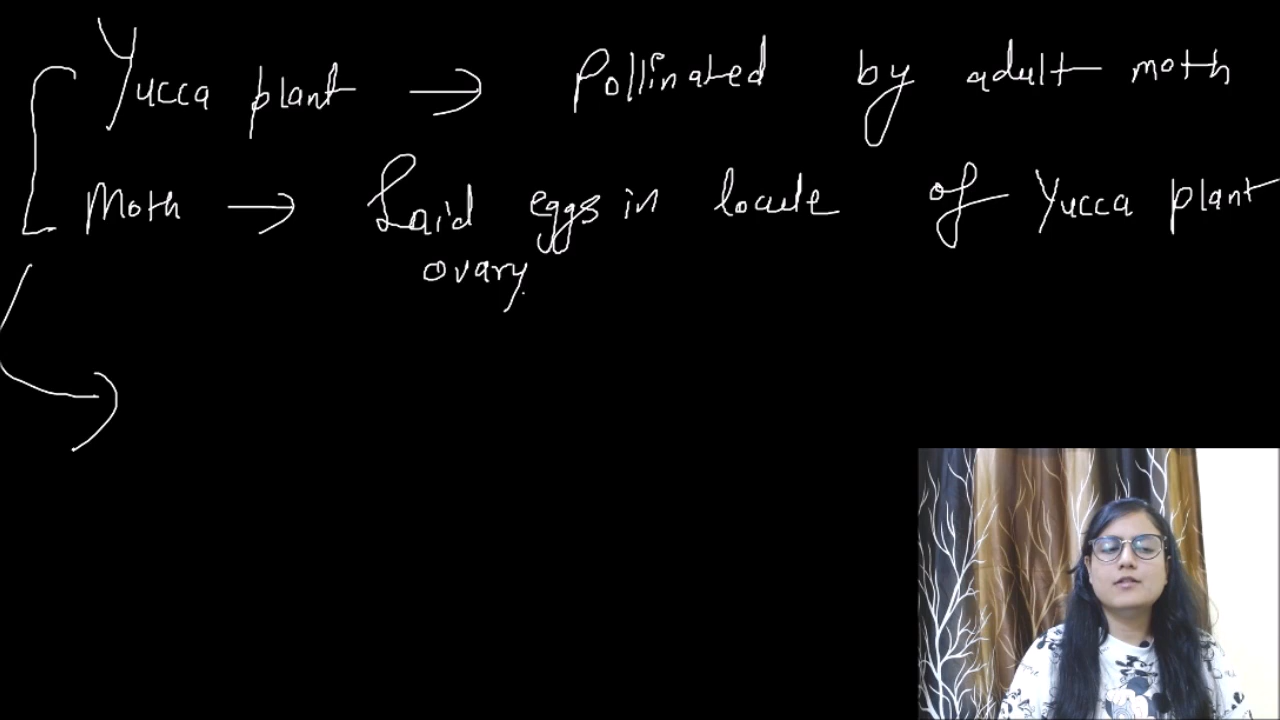 Yucca plant → Pollinated by adult moth
Moth → Laid eggs in locule of Yucca plant
ovary.